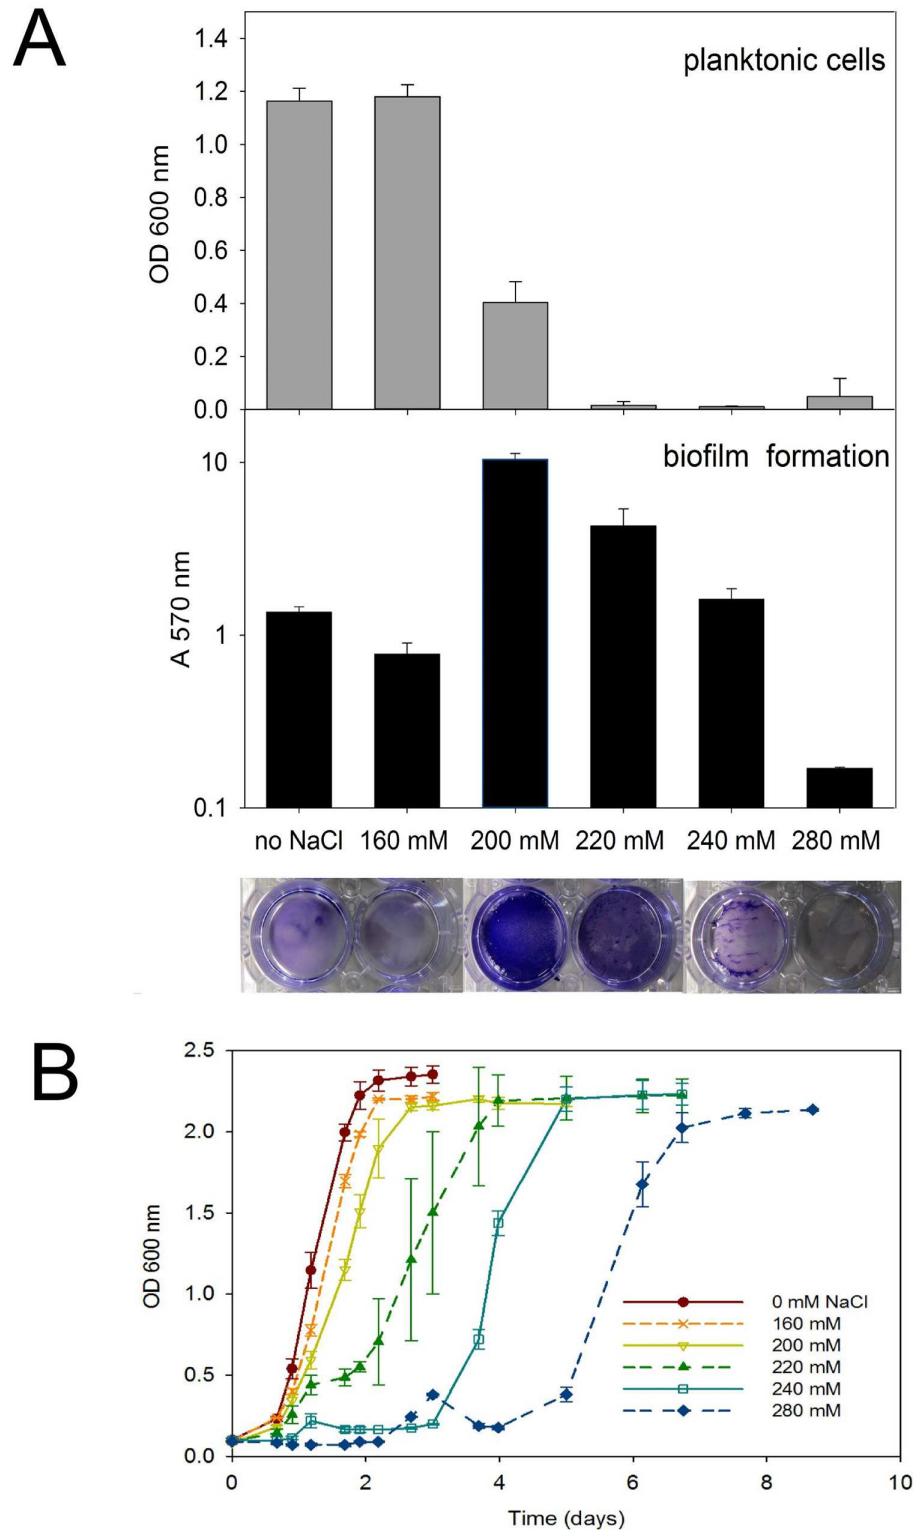 A
planktonic cells
OD 600 nm
1.4
1.2
1.0
0.8
0.6
0.4
0.2
0.0
biofilm formation
A 570 nm
10
1
0.1
no NaCl 160 mM 200 mM 220 mM 240 mM 280 mM
B
OD 600 nm
2.5
2.0
1.5
1.0
0.5
0.0
0 mM NaCl
160 mM
200 mM
220 mM
240 mM
280 mM
0 2 4 6 8 10
Time (days)